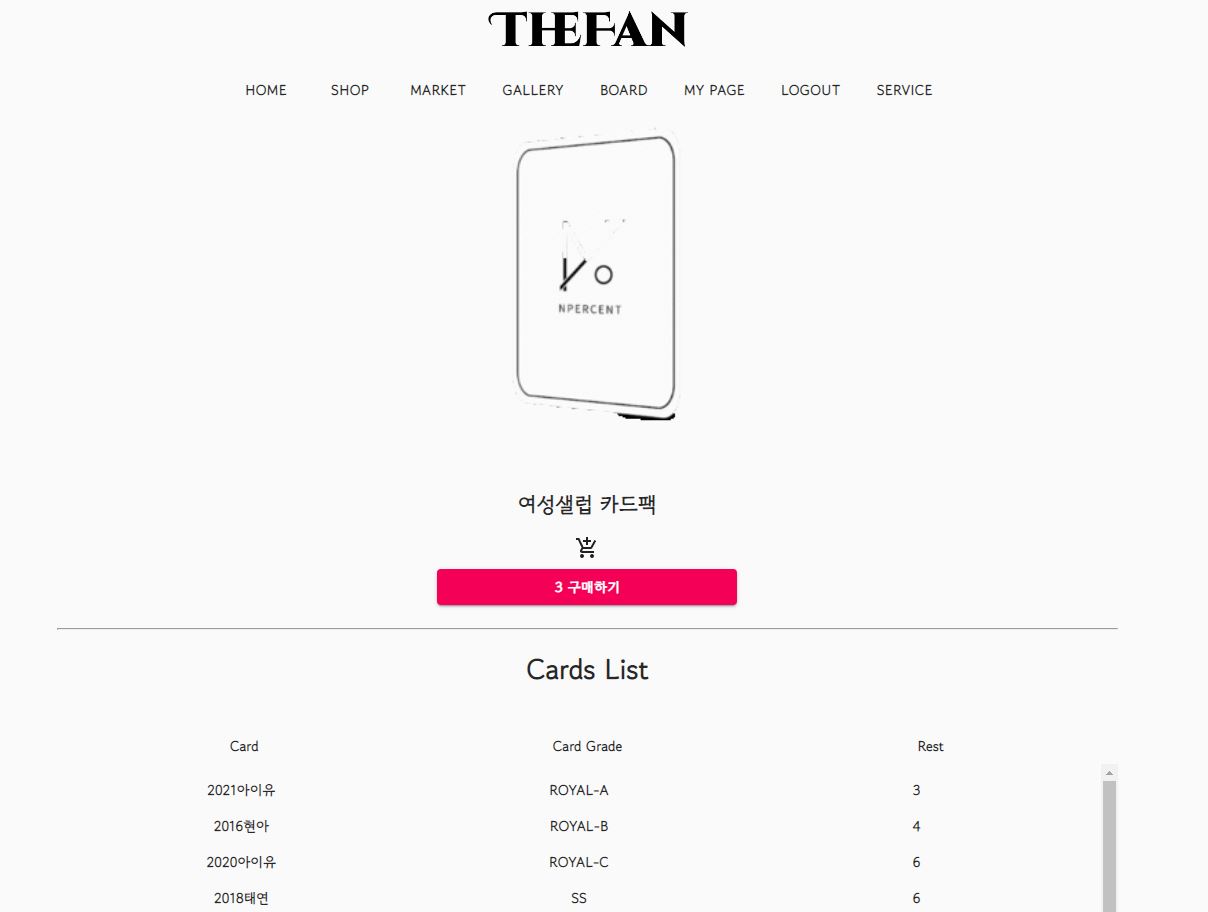 THEFAN
HOME SHOP MARKET GALLERY BOARD MY PAGE LOGOUT SERVICE
NPERCENT
여성샐럽 카드팩
3 구매하기
Cards List
Card Card Grade Rest
2021아이유 ROYAL-A 3
2016현아 ROYAL-B 4
2020아이유 ROYAL-C 6
2018태연 SS 6